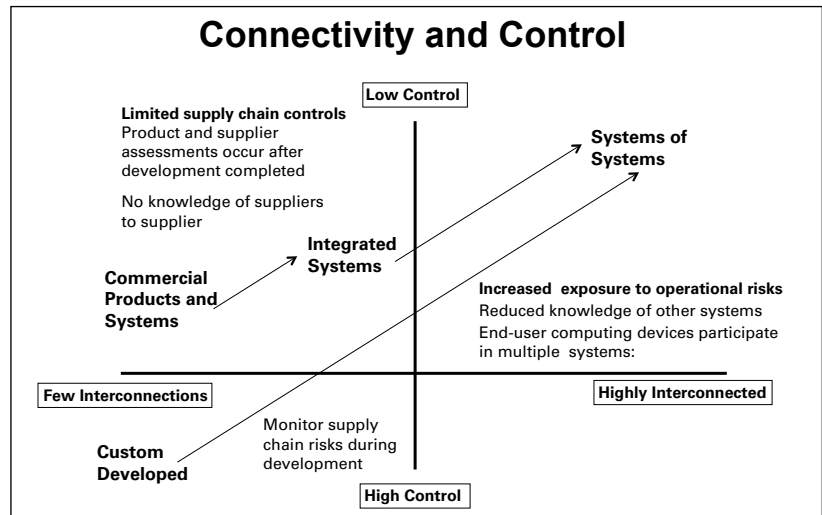 Connectivity and Control
Low Control
Limited supply chain controls
Product and supplier
assessments occur after
development completed
No knowledge of suppliers
to supplier
Systems of
Systems
Integrated
Systems
Commercial
Products and
Systems
Increased exposure to operational risks
Reduced knowledge of other systems
End-user computing devices participate
in multiple systems:
Few Interconnections
Highly Interconnected
Monitor supply
chain risks during
development
Custom
Developed
High Control